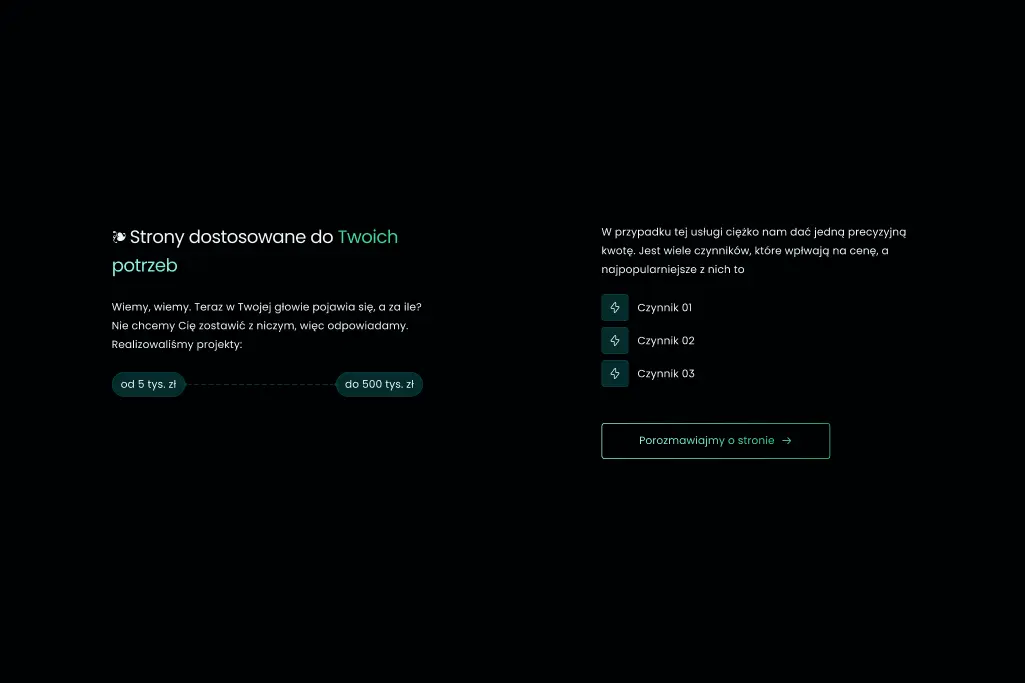 Strony dostosowane do Twoich
potrzeb
Wiemy, wiemy. Teraz w Twojej głowie pojawia się, a za ile?
Nie chcemy Cię zostawić z niczym, więc odpowiadamy.
Realizowaliśmy projekty:
od 5 tys. zł
do 500 tys. zł
W przypadku tej usługi ciężko nam dać jedną precyzyjną
kwotę. Jest wiele czynników, które wpływają na cenę, a
najpopularniejsze z nich to
Czynnik 01
Czynnik 02
Czynnik 03
Porozmawiajmy o stronie →